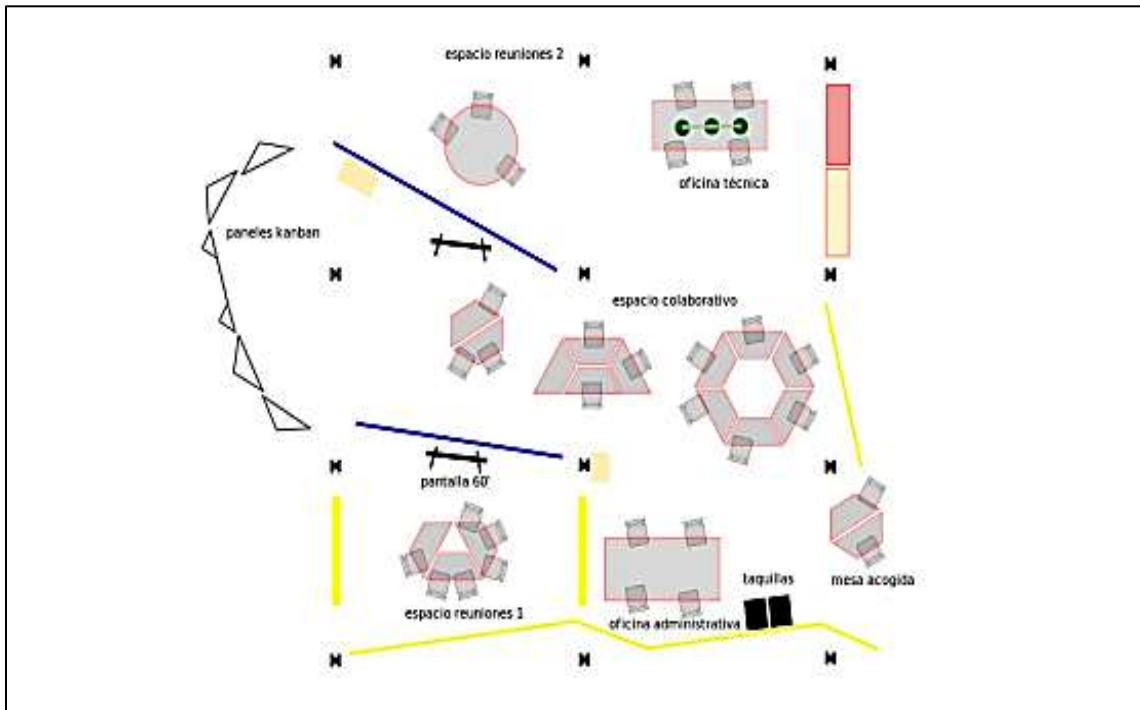 espacio reuniones 2
oficina técnica
paneles kanban
espacio colaborativo
pantalla 60'
mesa acogida
taquillas
espacio reuniones 1
oficina administrativa